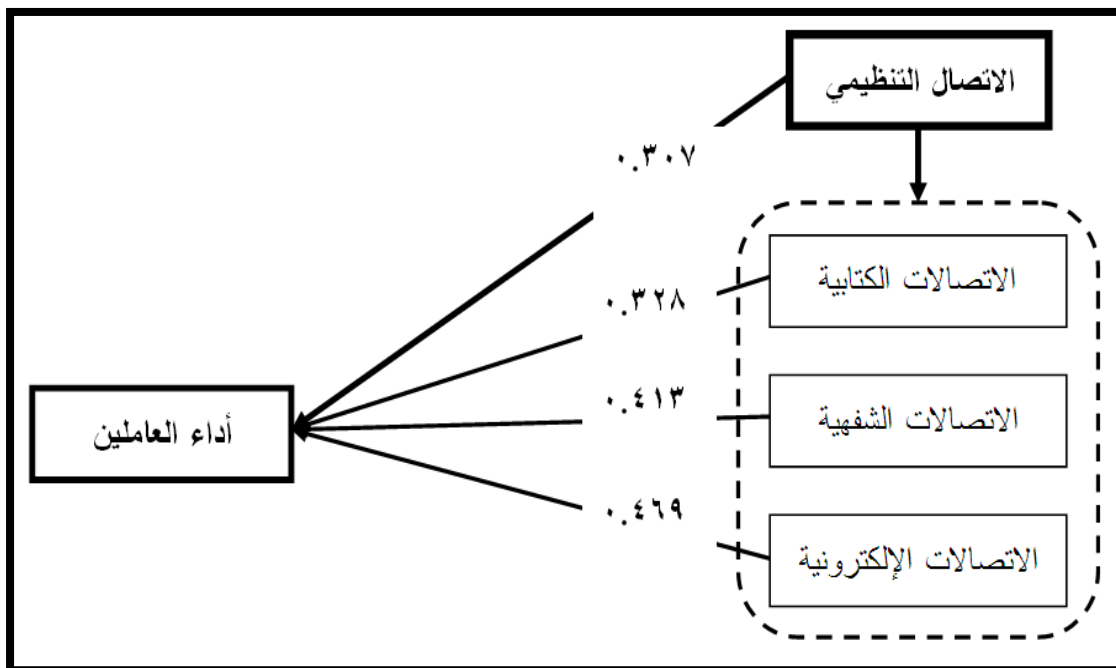 الاتصال التنظيمي
٠.٣٠٧
الاتصالات الكتابية
٠.٣٢٨
الاتصالات الشفهية
٠.٤١٣
أداء العاملين
الاتصالات الإلكترونية
٠.٤٦٩